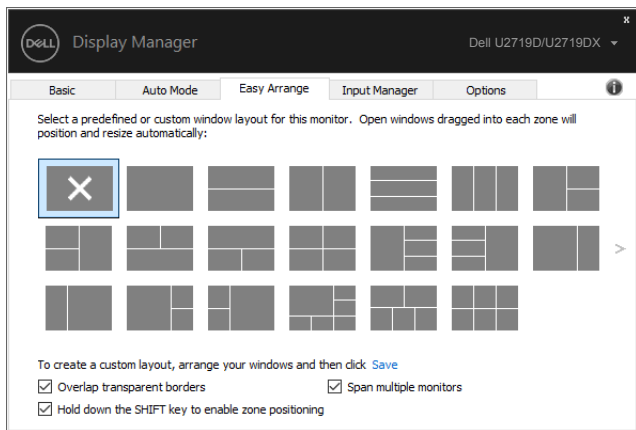 x
DELL Display Manager Dell U2719D/U2719DX
Basic Auto Mode Easy Arrange Input Manager Options i
Select a predefined or custom window layout for this monitor. Open windows dragged into each zone will
position and resize automatically:
>
To create a custom layout, arrange your windows and then click Save
Overlap transparent borders Span multiple monitors
Hold down the SHIFT key to enable zone positioning